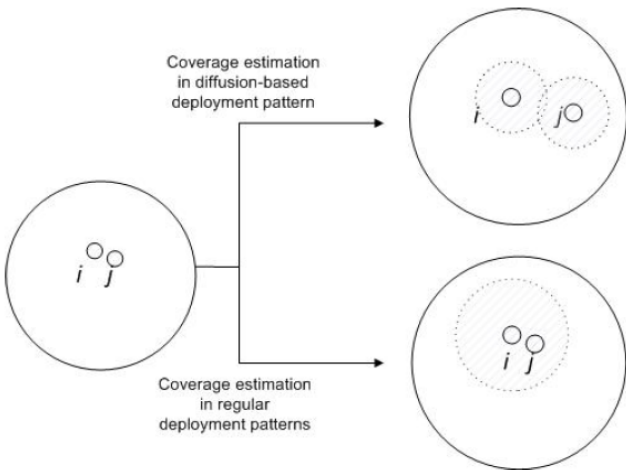 Coverage estimation
in diffusion-based
deployment pattern
i
j
i
j
i
j
Coverage estimation
in regular
deployment patterns